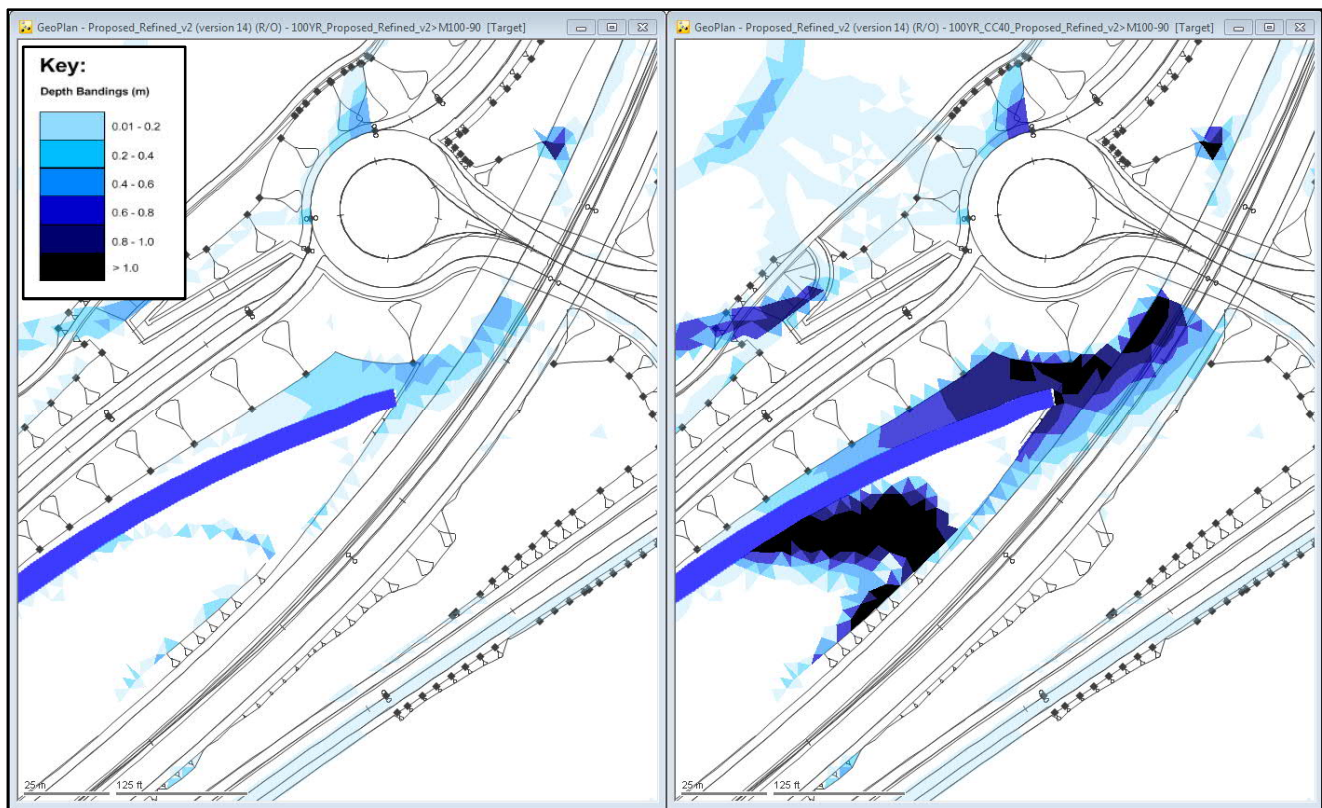 GeoPlan - Proposed_Refined_v2 (version 14) (R/O) - 100YR_Proposed_Refined_v2>M100-90 [Target]
Key:
Depth Bandings (m)
0.01 - 0.2
0.2 - 0.4
0.4 - 0.6
0.6 - 0.8
0.8 - 1.0
> 1.0
25 m
125 ft
GeoPlan - Proposed_Refined_v2 (version 14) (R/O) - 100YR_CC40_Proposed_Refined_v2>M100-90 [Target]
25 m
125 ft